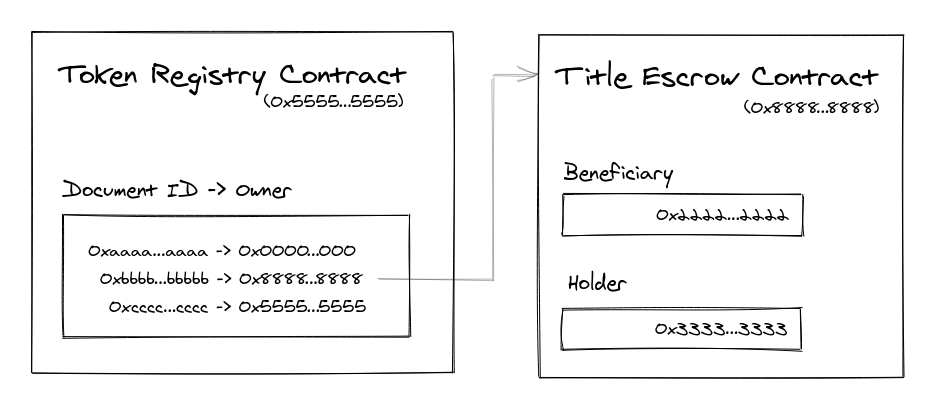 Token Registry Contract
(0x5555...5555)
Document ID -> Owner
0xaaaa...aaaa -> 0x0000...000
0xbbbb...bbbbb -> 0x8888...8888
0xcccc...cccc -> 0x5555...5555
Title Escrow Contract
(0x8888...8888)
Beneficiary
0x2222...2222
Holder
0x3333...3333